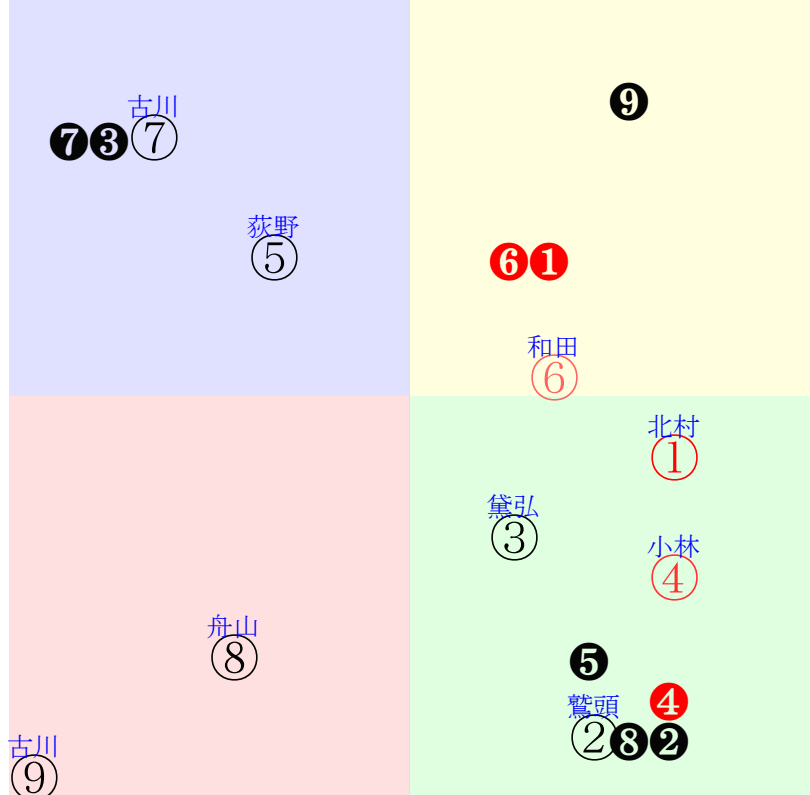 ❾
古川
❼❸⑦
荻野
⑤
❻❶
和田
⑥
北村
①
黛弘
③
小林
④
舟山
⑧
❺
鷲頭
❹
②❽❷
古川
⑨